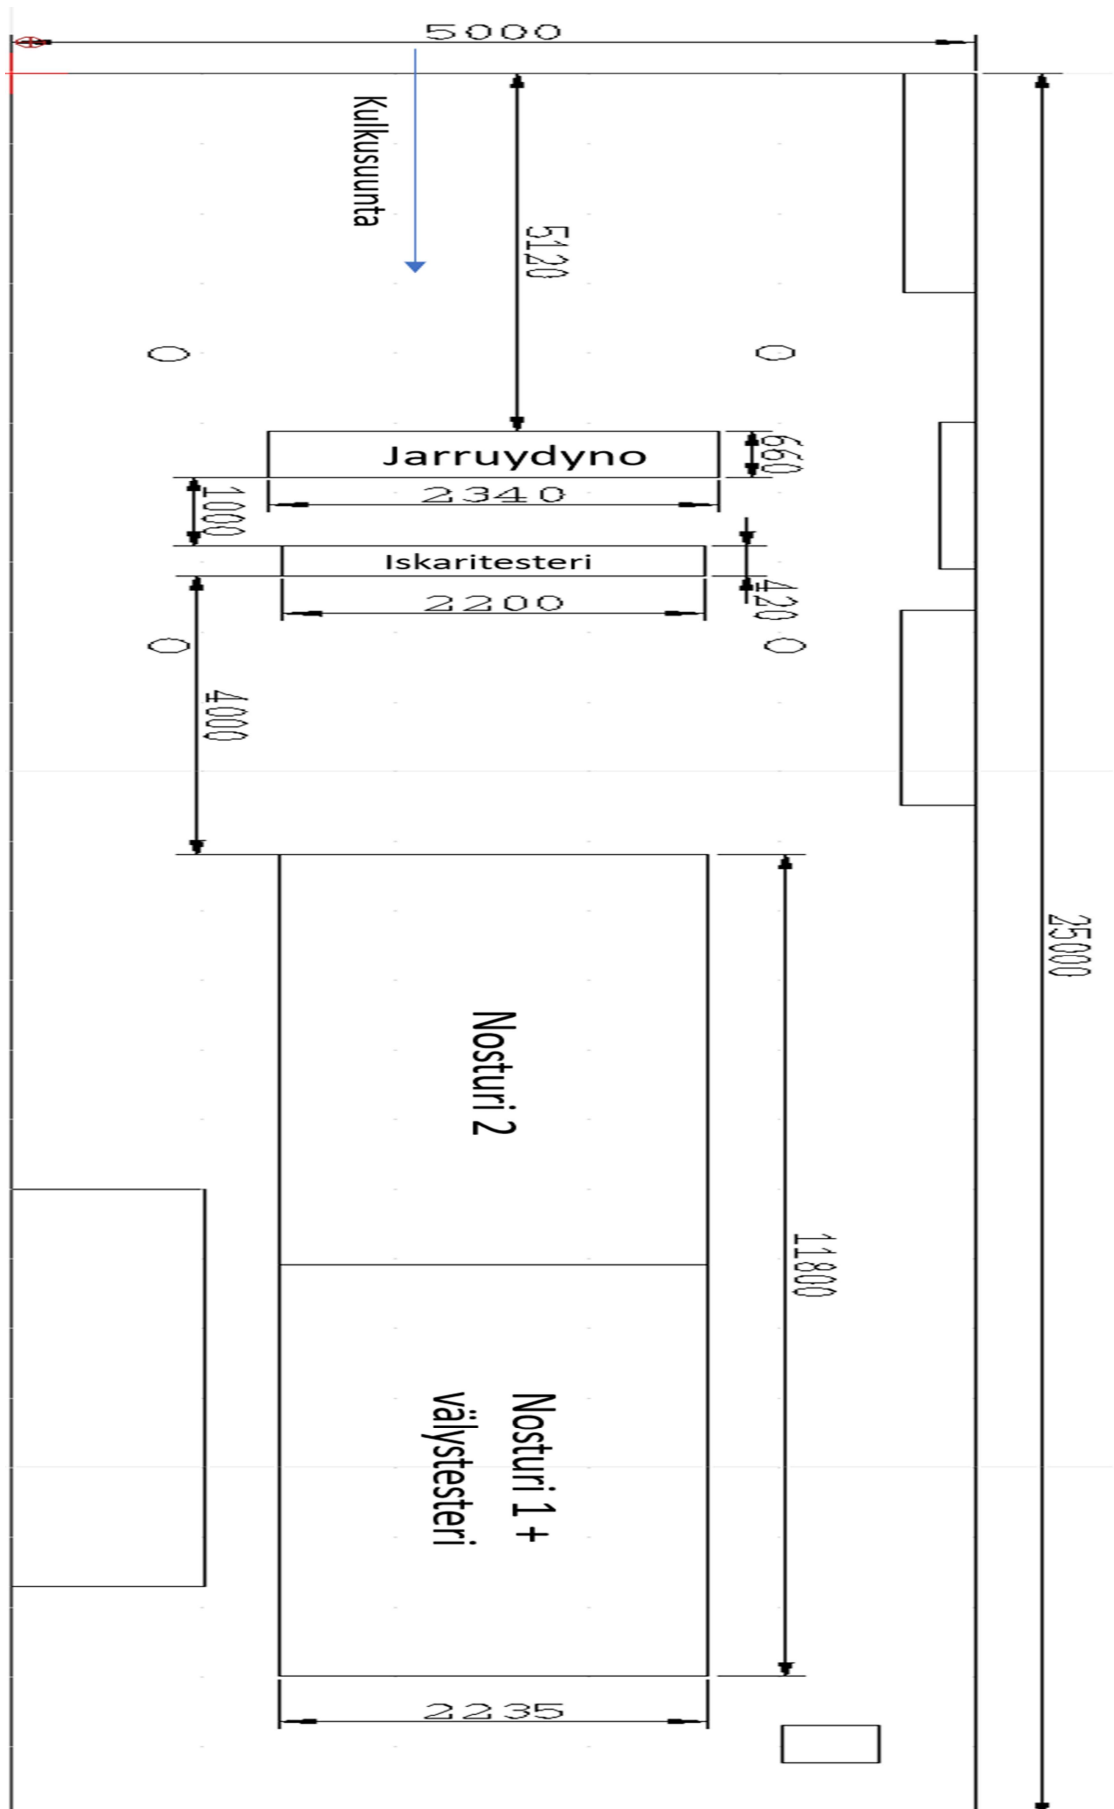 5000
Kulkusuunta
5120
Jarruydyno
660
2340
1000
Iskaritesteri
420
2200
4000
25000
Nosturi 2
11800
Nosturi 1 +
välystesteri
2235